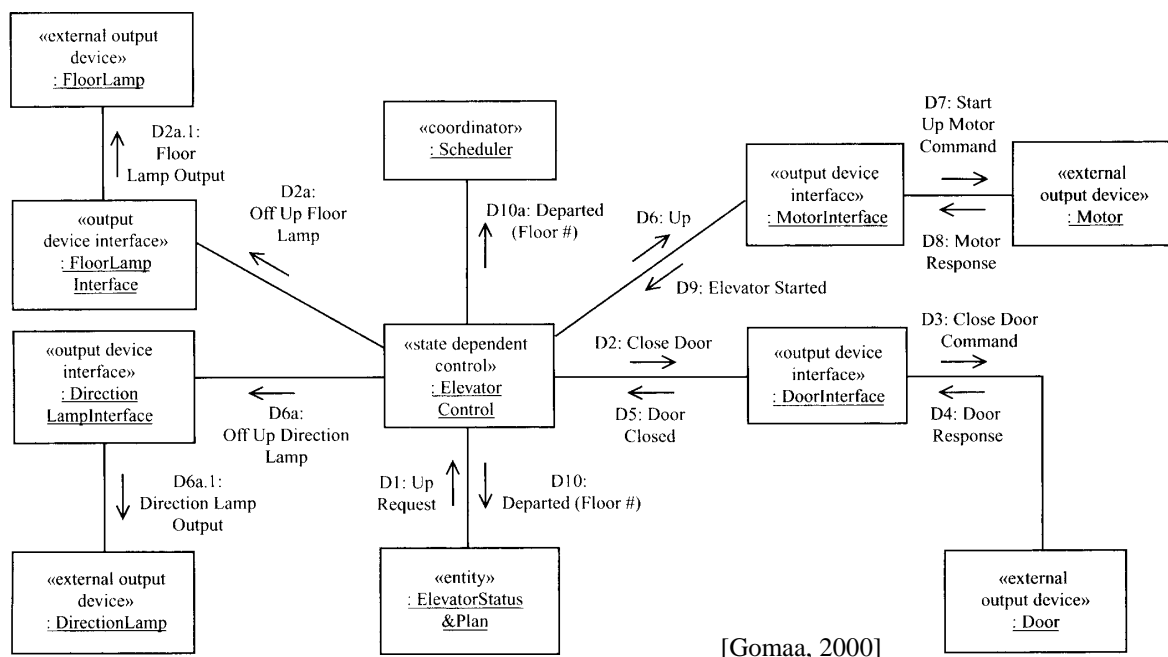 «external output
device»
: FloorLamp
D2a.1:
Floor
Lamp Output
«output
device interface»
: FloorLamp
Interface
D2a:
Off Up Floor
Lamp
«coordinator»
: Scheduler
D10a: Departed
(Floor #)
D6: Up
D9: Elevator Started
«output device
interface»
: MotorInterface
D7: Start
Up Motor
Command
D8: Motor
Response
«external
output device»
: Motor
«output device
interface»
: Direction
LampInterface
D6a:
Off Up Direction
Lamp
«state dependent
control»
: Elevator
Control
D2: Close Door
D5: Door
Closed
«output device
interface»
: DoorInterface
D3: Close Door
Command
D4: Door
Response
D6a.1:
Direction Lamp
Output
D1: Up
Request
D10:
Departed (Floor #)
«external output
device»
: DirectionLamp
«entity»
: ElevatorStatus
&Plan
«external
output device»
: Door
[Gomaa, 2000]